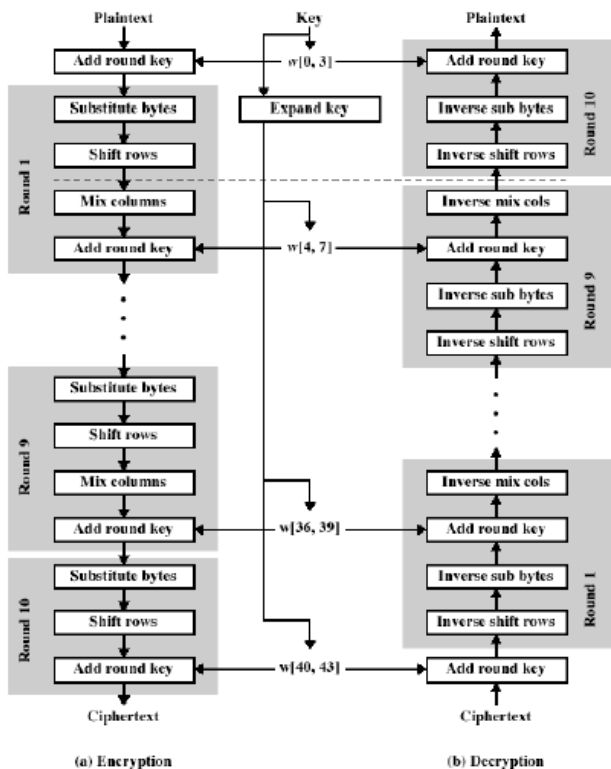 Plaintext
Key
Plaintext
Add round key
w[0, 3]
Add round key
Substitute bytes
Expand key
Inverse sub bytes
Round 10
Shift rows
Inverse shift rows
Round 1
Mix columns
Inverse mix cols
Add round key
w[4, 7]
Add round key
Inverse sub bytes
Round 9
Inverse shift rows
Substitute bytes
Shift rows
Round 9
Mix columns
Inverse mix cols
Add round key
w[36, 39]
Add round key
Substitute bytes
Inverse sub bytes
Round 1
Shift rows
Inverse shift rows
Round 10
Add round key
w[40, 43]
Add round key
Ciphertext
Ciphertext
(a) Encryption
(b) Decryption